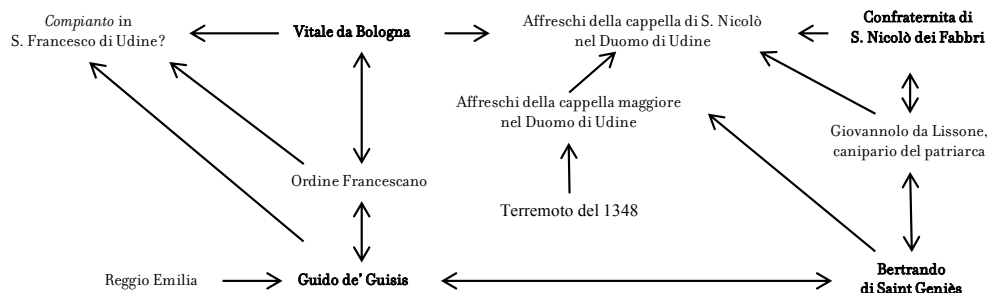 Compianto in
S. Francesco di Udine?
Vitale da Bologna
Affreschi della cappella di S. Nicolò
nel Duomo di Udine
Confraternita di
S. Nicolò dei Fabbri
Affreschi della cappella maggiore
nel Duomo di Udine
Giovannolo da Lissone,
canipario del patriarca
Ordine Francescano
Terremoto del 1348
Reggio Emilia
Guido de' Guisis
Bertrando
di Saint Geniès